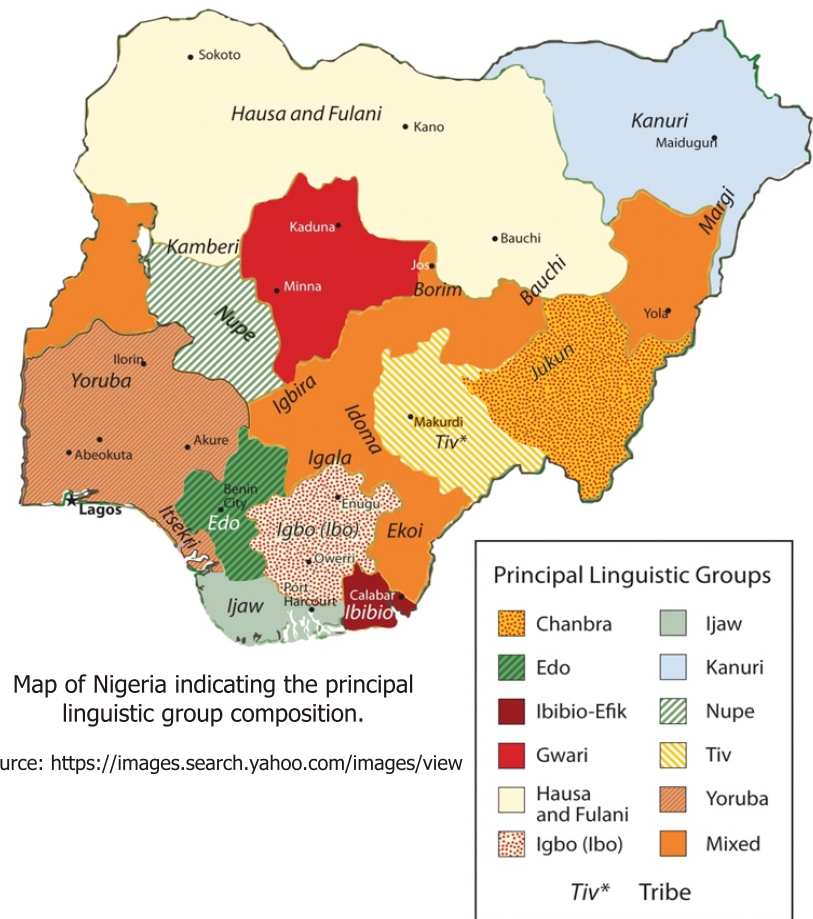 Sokoto
Hausa and Fulani
Kano
Kanuri
Maiduguri
Margi
Kamberi
Kaduna
Bauchi
Jos
Bauchi
Minna
Borim
Nupe
Yola
Ilorin
Yoruba
Jukun
Igbira
Idoma
Makurdi
Tiv*
Akure
Abeokuta
Igala
Benin
City
Enugu
Lagos
Itsekri
Edo
Igbo (Ibo)
Ekoi
Owerri
Port
Harcourt
Calabar
Ijaw
Ibibio
Map of Nigeria indicating the principal
linguistic group composition.
urce: https://images.search.yahoo.com/images/view
Principal Linguistic Groups
Chanbra
Edo
Ibibio-Efik
Gwari
Hausa
and Fulani
Igbo (Ibo)
Ijaw
Kanuri
Nupe
Tiv
Yoruba
Mixed
Tiv* Tribe